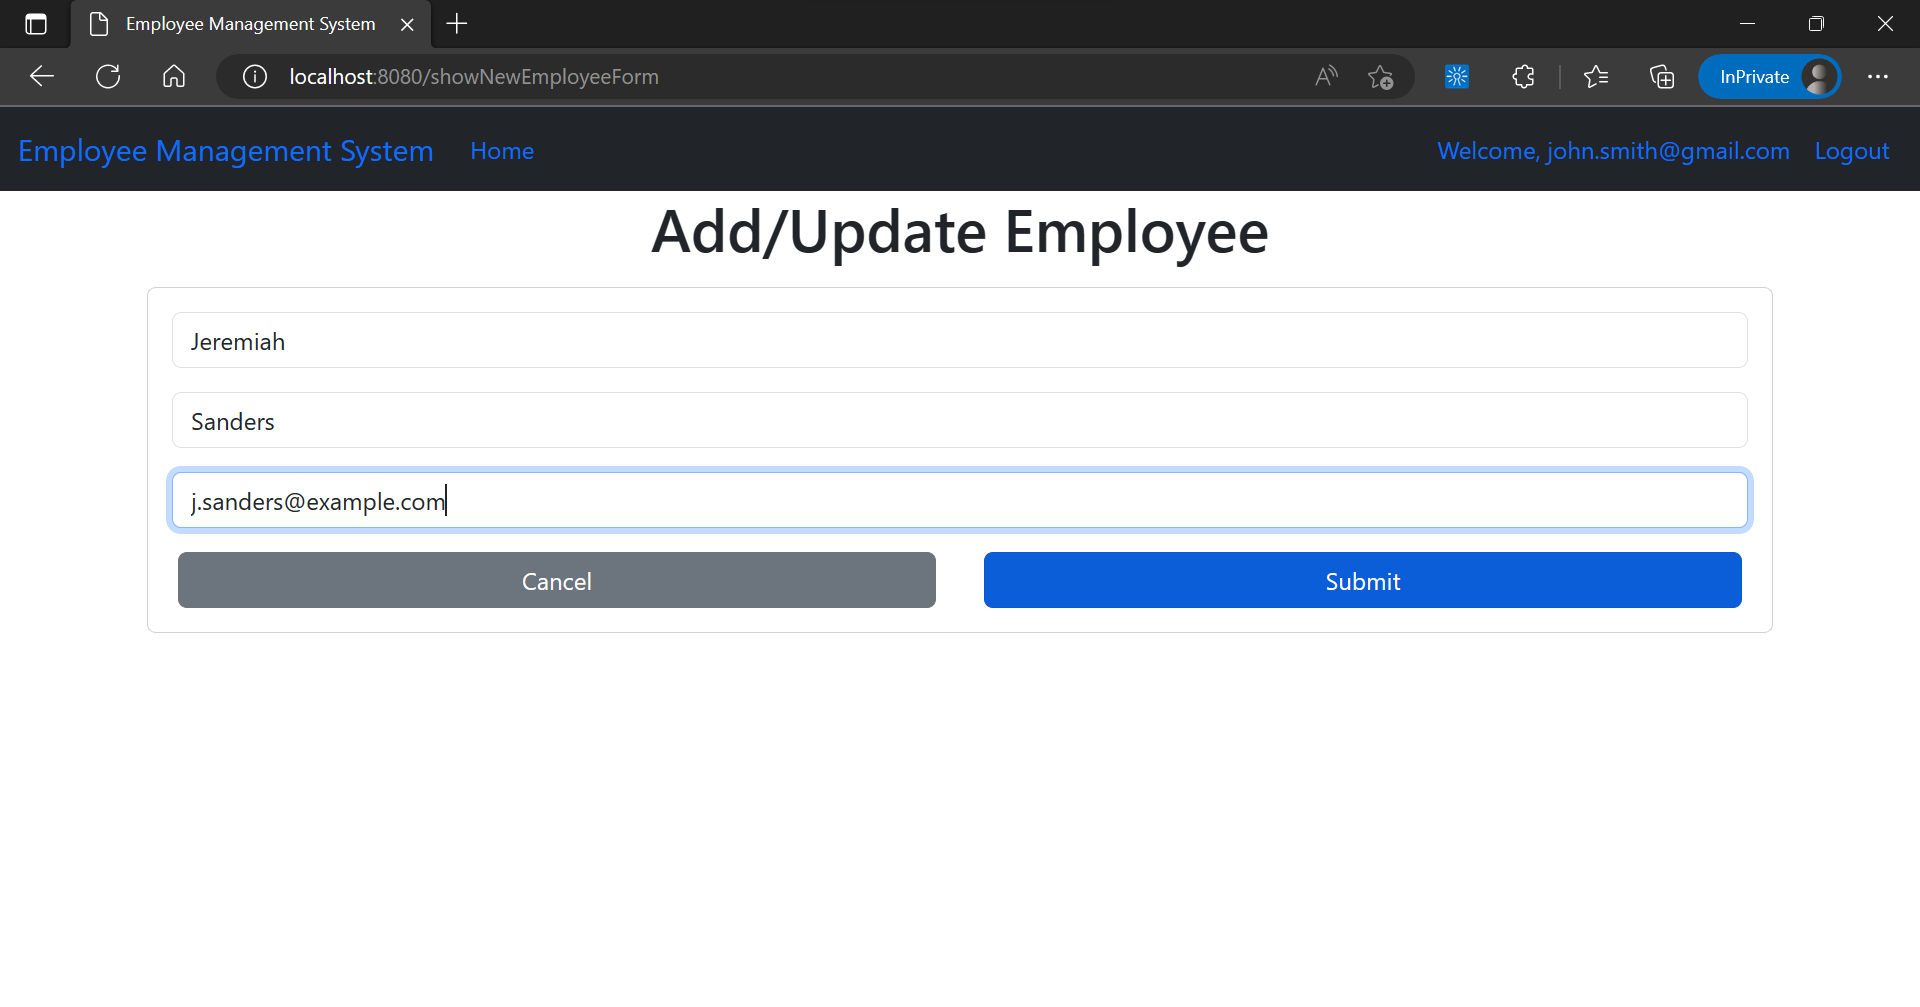 Employee Management System
localhost:8080/showNewEmployeeForm
InPrivate
Employee Management System Home Welcome, john.smith@gmail.com Logout
Add/Update Employee
Jeremiah
Sanders
j.sanders@example.com
Cancel Submit